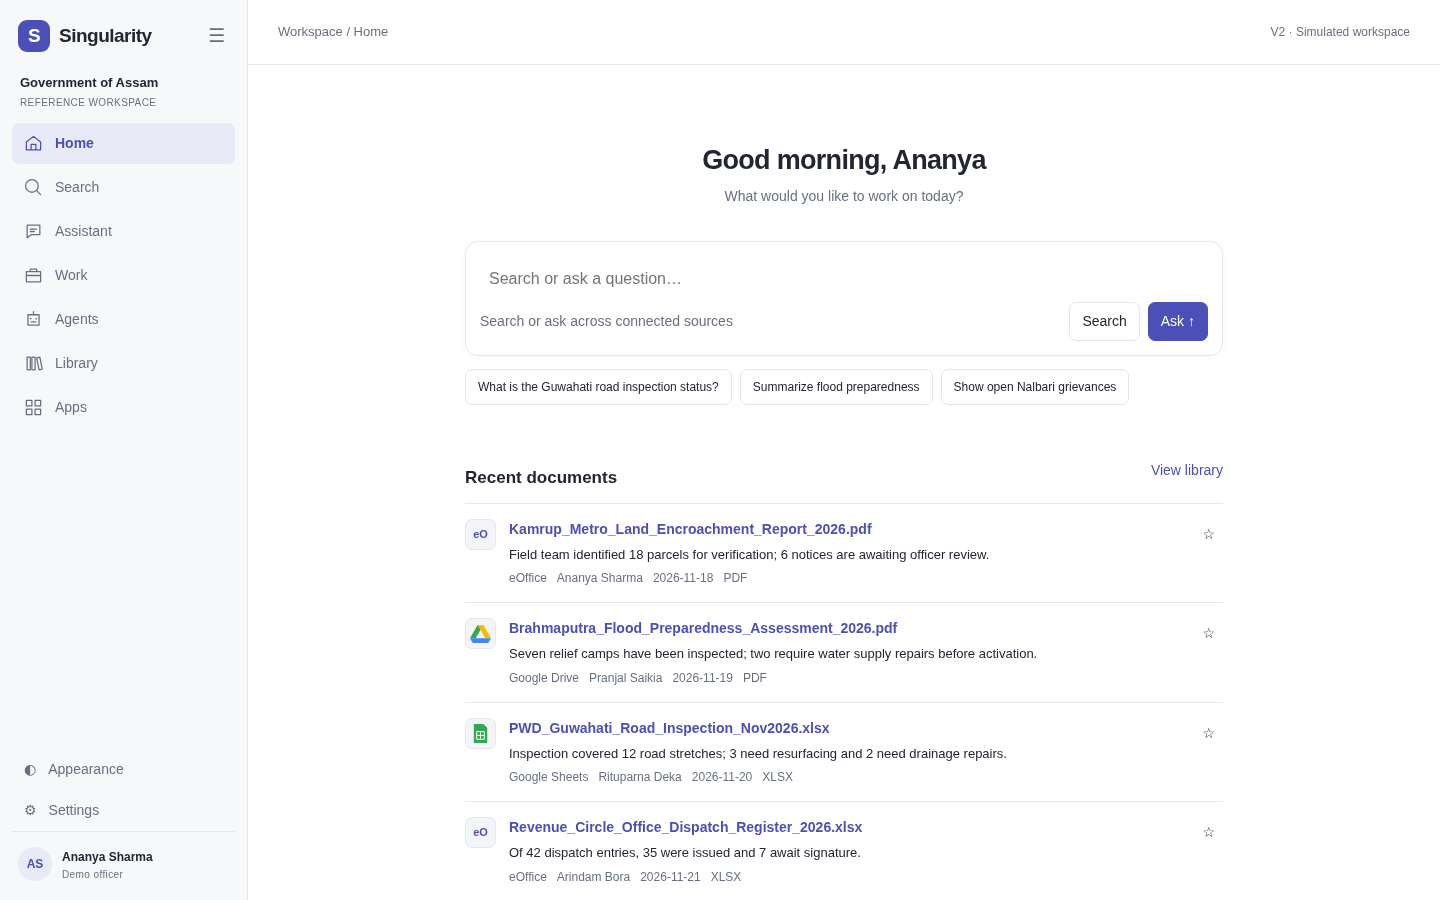 S Singularity ☰
Government of Assam
REFERENCE WORKSPACE
Home
Search
Assistant
Work
Agents
Library
Apps
◐ Appearance
⚙ Settings
AS Ananya Sharma
Demo officer
Workspace / Home
V2 · Simulated workspace
Good morning, Ananya
What would you like to work on today?
Search or ask a question…
Search or ask across connected sources
Search
Ask ↑
What is the Guwahati road inspection status?
Summarize flood preparedness
Show open Nalbari grievances
Recent documents
View library
eO Kamrup_Metro_Land_Encroachment_Report_2026.pdf ☆
Field team identified 18 parcels for verification; 6 notices are awaiting officer review.
eOffice Ananya Sharma 2026-11-18 PDF
Brahmaputra_Flood_Preparedness_Assessment_2026.pdf ☆
Seven relief camps have been inspected; two require water supply repairs before activation.
Google Drive Pranjal Saikia 2026-11-19 PDF
PWD_Guwahati_Road_Inspection_Nov2026.xlsx ☆
Inspection covered 12 road stretches; 3 need resurfacing and 2 need drainage repairs.
Google Sheets Rituparna Deka 2026-11-20 XLSX
eO Revenue_Circle_Office_Dispatch_Register_2026.xlsx ☆
Of 42 dispatch entries, 35 were issued and 7 await signature.
eOffice Arindam Bora 2026-11-21 XLSX